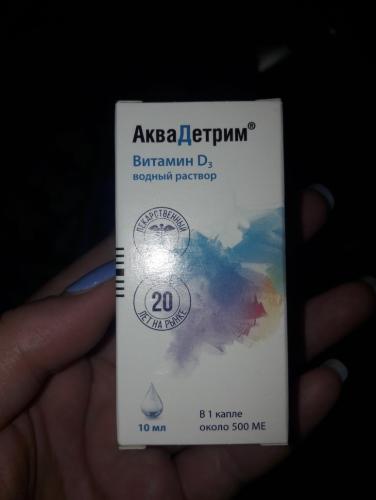 АкваДетрим®
Витамин D₃
водный раствор
ЛЕКАРСТВЕННЫЙ
20
ЛЕТ НА РЫНКЕ
10 мл
В 1 капле
около 500 МЕ